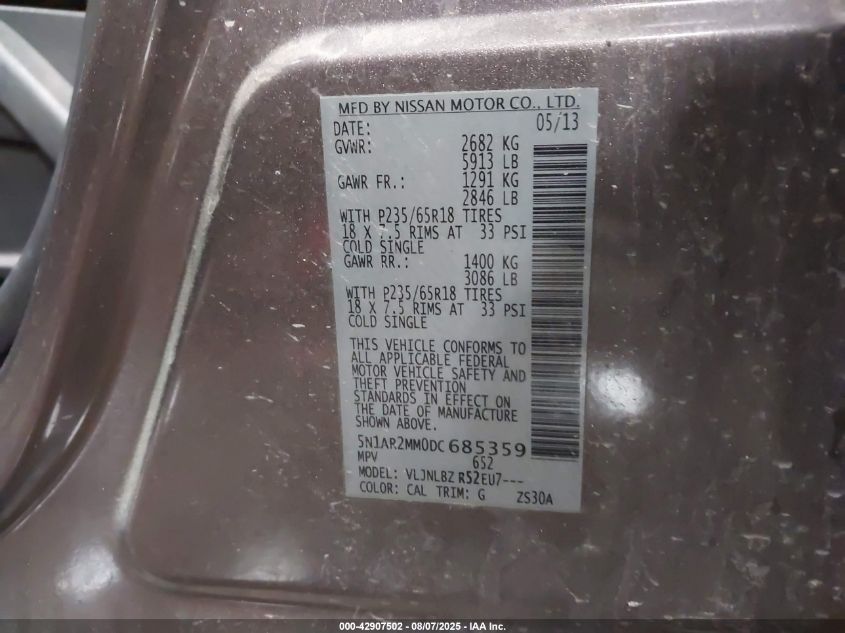 MFD BY NISSAN MOTOR CO., LTD.
DATE: 05/13
GVWR: 2682 KG
5913 LB
GAWR FR.: 1291 KG
2846 LB
WITH P235/65R18 TIRES
18 X 7.5 RIMS AT 33 PSI
COLD SINGLE
GAWR RR.: 1400 KG
3086 LB
WITH P235/65R18 TIRES
18 X 7.5 RIMS AT 33 PSI
COLD SINGLE
THIS VEHICLE CONFORMS TO
ALL APPLICABLE FEDERAL
MOTOR VEHICLE SAFETY AND
THEFT PREVENTION
STANDARDS IN EFFECT ON
THE DATE OF MANUFACTURE
SHOWN ABOVE.
5N1AR2MM0DC685359
MPV 652
MODEL: VLJNLBZ R52EU7---
COLOR: CAL TRIM: G ZS30A
000-42907502 - 08/07/2025 - IAA Inc.